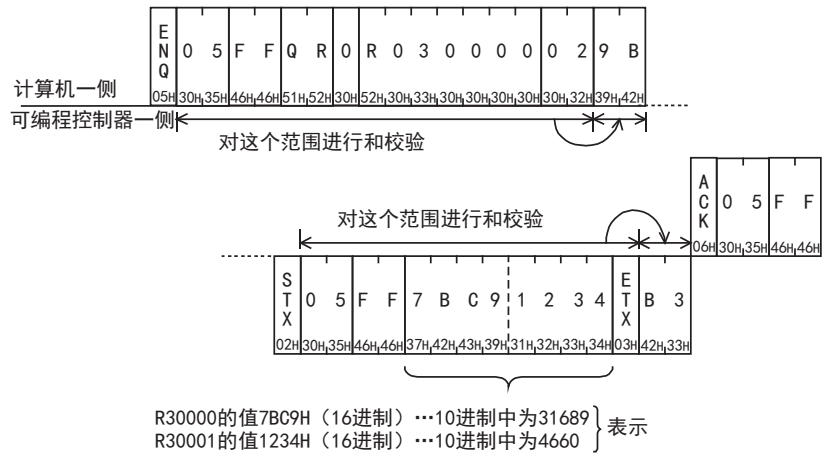 ENQ 0 5 F F Q R 0 R 0 3 0 0 0 0 0 2 9 B
计算机一侧 05H 30H 35H 46H 46H 51H 52H 30H 52H 30H 33H 30H 30H 30H 30H 30H 32H 39H 42H
可编程控制器一侧
对这个范围进行和校验
ACK 0 5 F F
06H 30H 35H 46H 46H
对这个范围进行和校验
STX 0 5 F F 7 B C 9 1 2 3 4 ETX B 3
02H 30H 35H 46H 46H 37H 42H 43H 39H 31H 32H 33H 34H 03H 42H 33H
R30000的值7BC9H（16进制）…10进制中为31689
R30001的值1234H（16进制）…10进制中为4660
表示